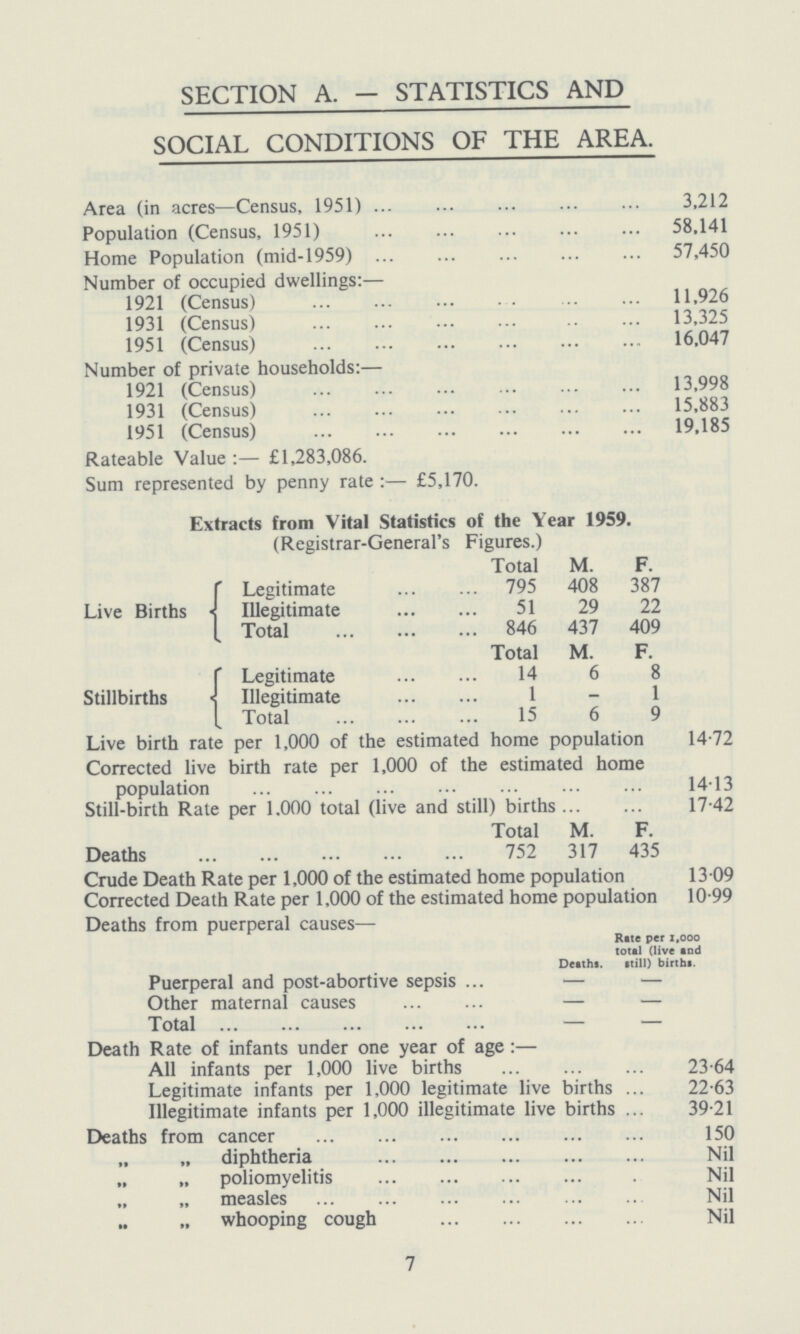 SECTION A. — STATISTICS AND
SOCIAL CONDITIONS OF THE AREA.
Area (in acres—Census, 1951) ... ... ... ... ... 3,212
Population (Census, 1951) ... ... ... ... ... 58,141
Home Population (mid-1959) ... ... ... ... ... 57,450
Number of occupied dwellings:—
1921 (Census) ... ... ... ... ... ... 11,926
1931 (Census) ... ... ... ... ... ... 13,325
1951 (Census) ... ... ... ... ... ... 16,047
Number of private households:—
1921 (Census) ... ... ... ... ... ... 13,998
1931 (Census) ... ... ... ... ... ... 15,883
1951 (Census) ... ... ... ... ... ... 19,185
Rateable Value :— £1,283,086.
Sum represented by penny rate :— £5,170.
Extracts from Vital Statistics of the Year 1959.
(Registrar-General's Figures.)
Total M. F.
Legitimate ... ... 795 408 387
Live Births { Illegitimate ... ... 51 29 22
Total ... ... ... 846 437 409
Total M. F.
Legitimate ... ... 14 6 8
Stillbirths { Illegitimate ... ... 1 - 1
Total ... ... ... 15 6 9
Live birth rate per 1,000 of the estimated home population 14·72
Corrected live birth rate per 1,000 of the estimated home
population ... ... ... ... ... ... ... 14·13
Still-birth Rate per 1,000 total (live and still) births ... ... 17·42
Total M. F.
Deaths ... ... ... ... ... 752 317 435
Crude Death Rate per 1,000 of the estimated home population 13·09
Corrected Death Rate per 1,000 of the estimated home population 10·99
Deaths from puerperal causes—
Rate per 1,000
total (live and
Deaths. still) births.
Puerperal and post-abortive sepsis ... — —
Other maternal causes ... ... — —
Total ... ... ... ... ... — —
Death Rate of infants under one year of age :—
All infants per 1,000 live births ... ... ... 23·64
Legitimate infants per 1,000 legitimate live births ... 22·63
Illegitimate infants per 1,000 illegitimate live births ... 39·21
Deaths from cancer ... ... ... ... ... ... 150
„ „ diphtheria ... ... ... ... ... Nil
„ „ poliomyelitis ... ... ... ... . Nil
„ „ measles ... ... ... ... ... ... Nil
„ „ whooping cough ... ... ... ... Nil
7